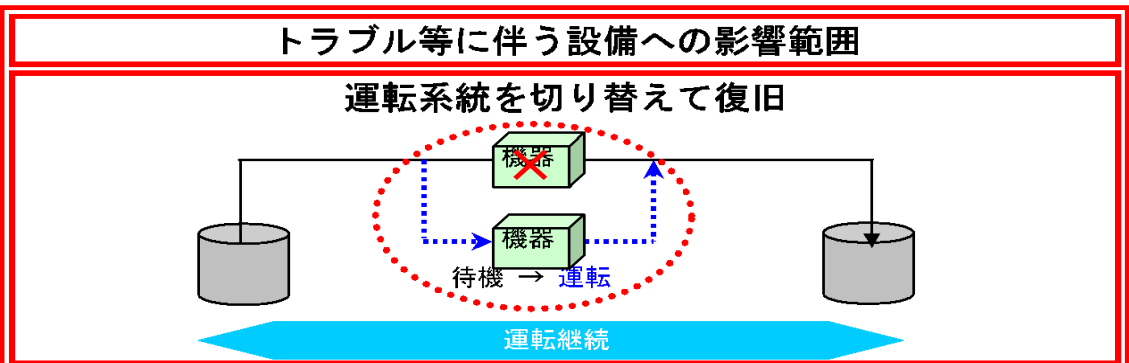 トラブル等に伴う設備への影響範囲
運転系統を切り替えて復旧
機器
機器
待機 → 運転
運転継続